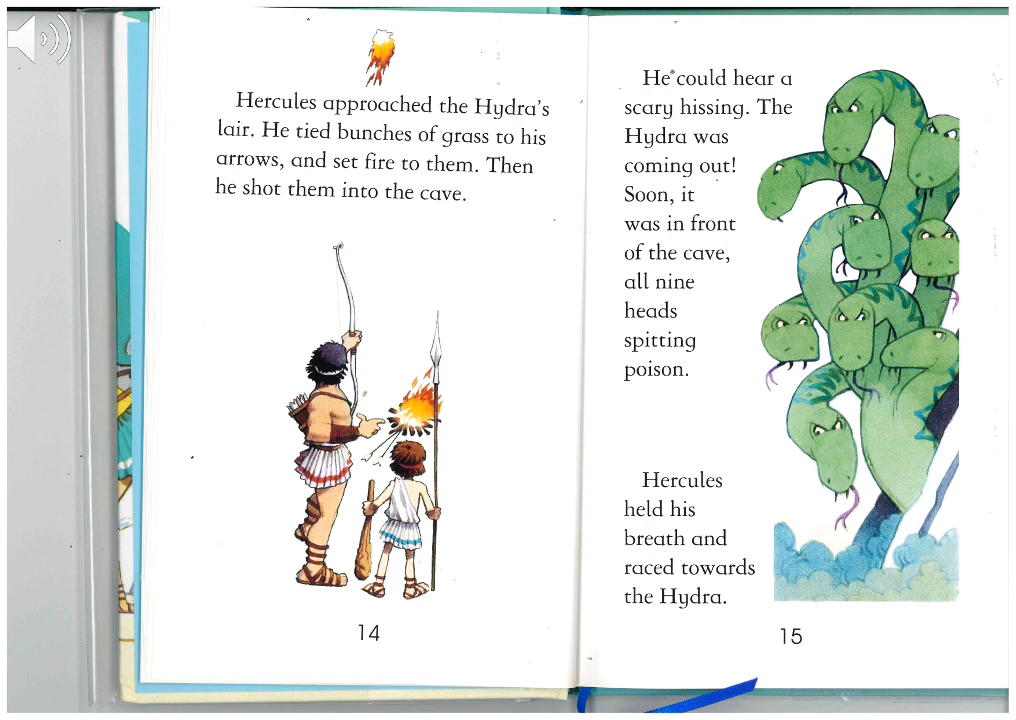 Hercules approached the Hydra's
lair. He tied bunches of grass to his
arrows, and set fire to them. Then
he shot them into the cave.
14
He could hear a
scary hissing. The
Hydra was
coming out!
Soon, it
was in front
of the cave,
all nine
heads
spitting
poison.
Hercules
held his
breath and
raced towards
the Hydra.
15